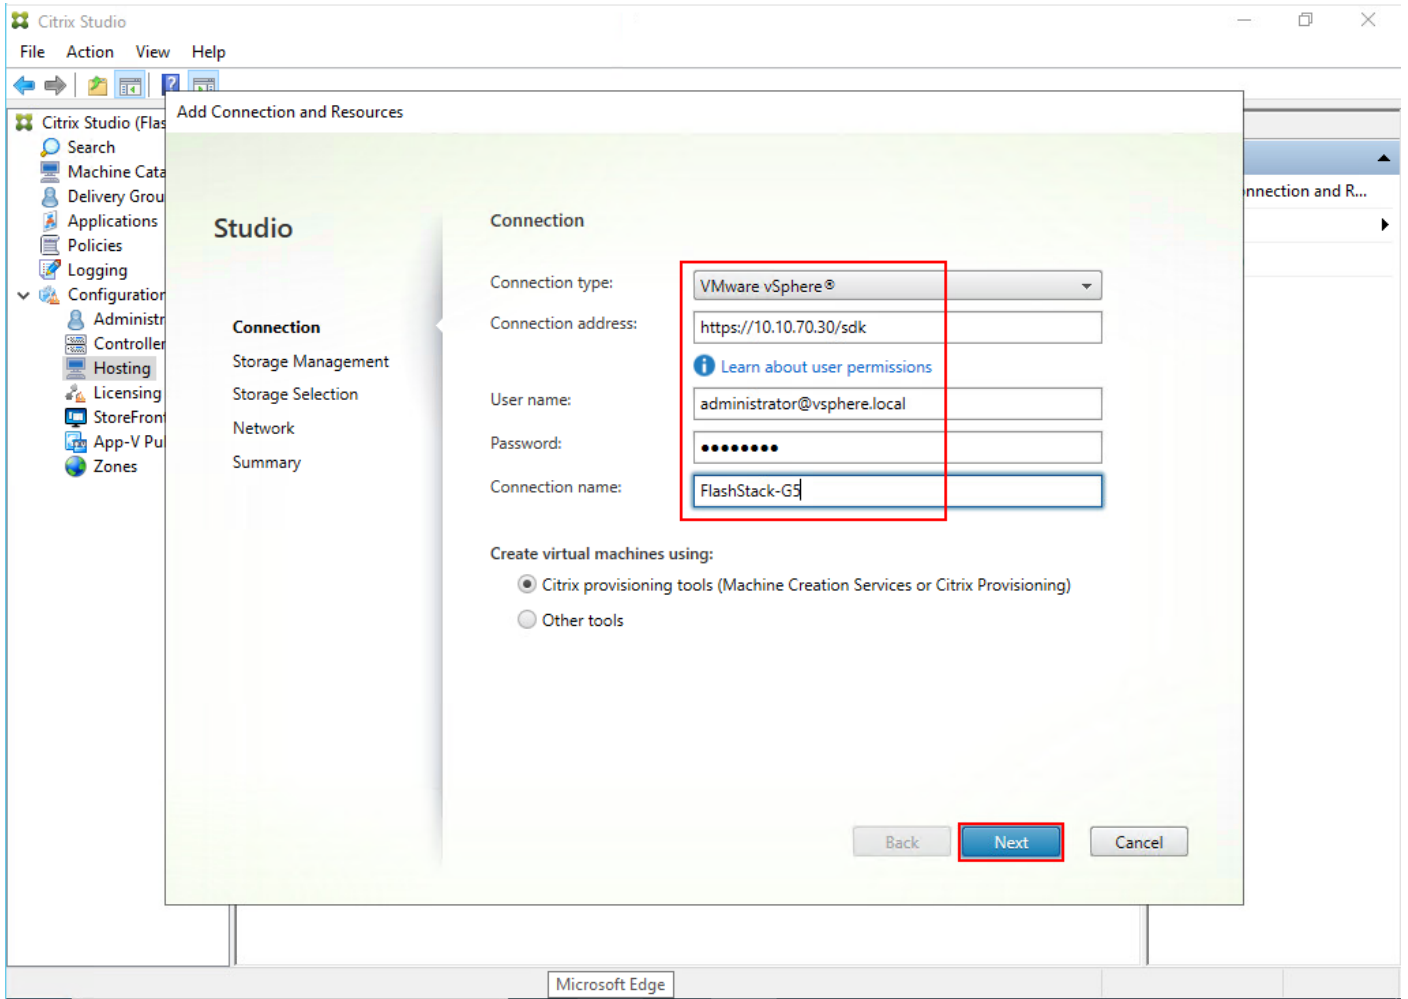 Citrix Studio
File Action View Help
Add Connection and Resources
Citrix Studio (Flas
Search
Machine Cata
Delivery Grou
Applications
Policies
Logging
Configuration
Administr
Controller
Hosting
Licensing
StoreFront
App-V Pul
Zones
Studio
Connection
Storage Management
Storage Selection
Network
Summary
Connection
Connection type: VMware vSphere®
Connection address: https://10.10.70.30/sdk
Learn about user permissions
User name: administrator@vsphere.local
Password: ●●●●●●●●
Connection name: FlashStack-G5
Create virtual machines using:
Citrix provisioning tools (Machine Creation Services or Citrix Provisioning)
Other tools
Back Next Cancel
nnection and R...
Microsoft Edge